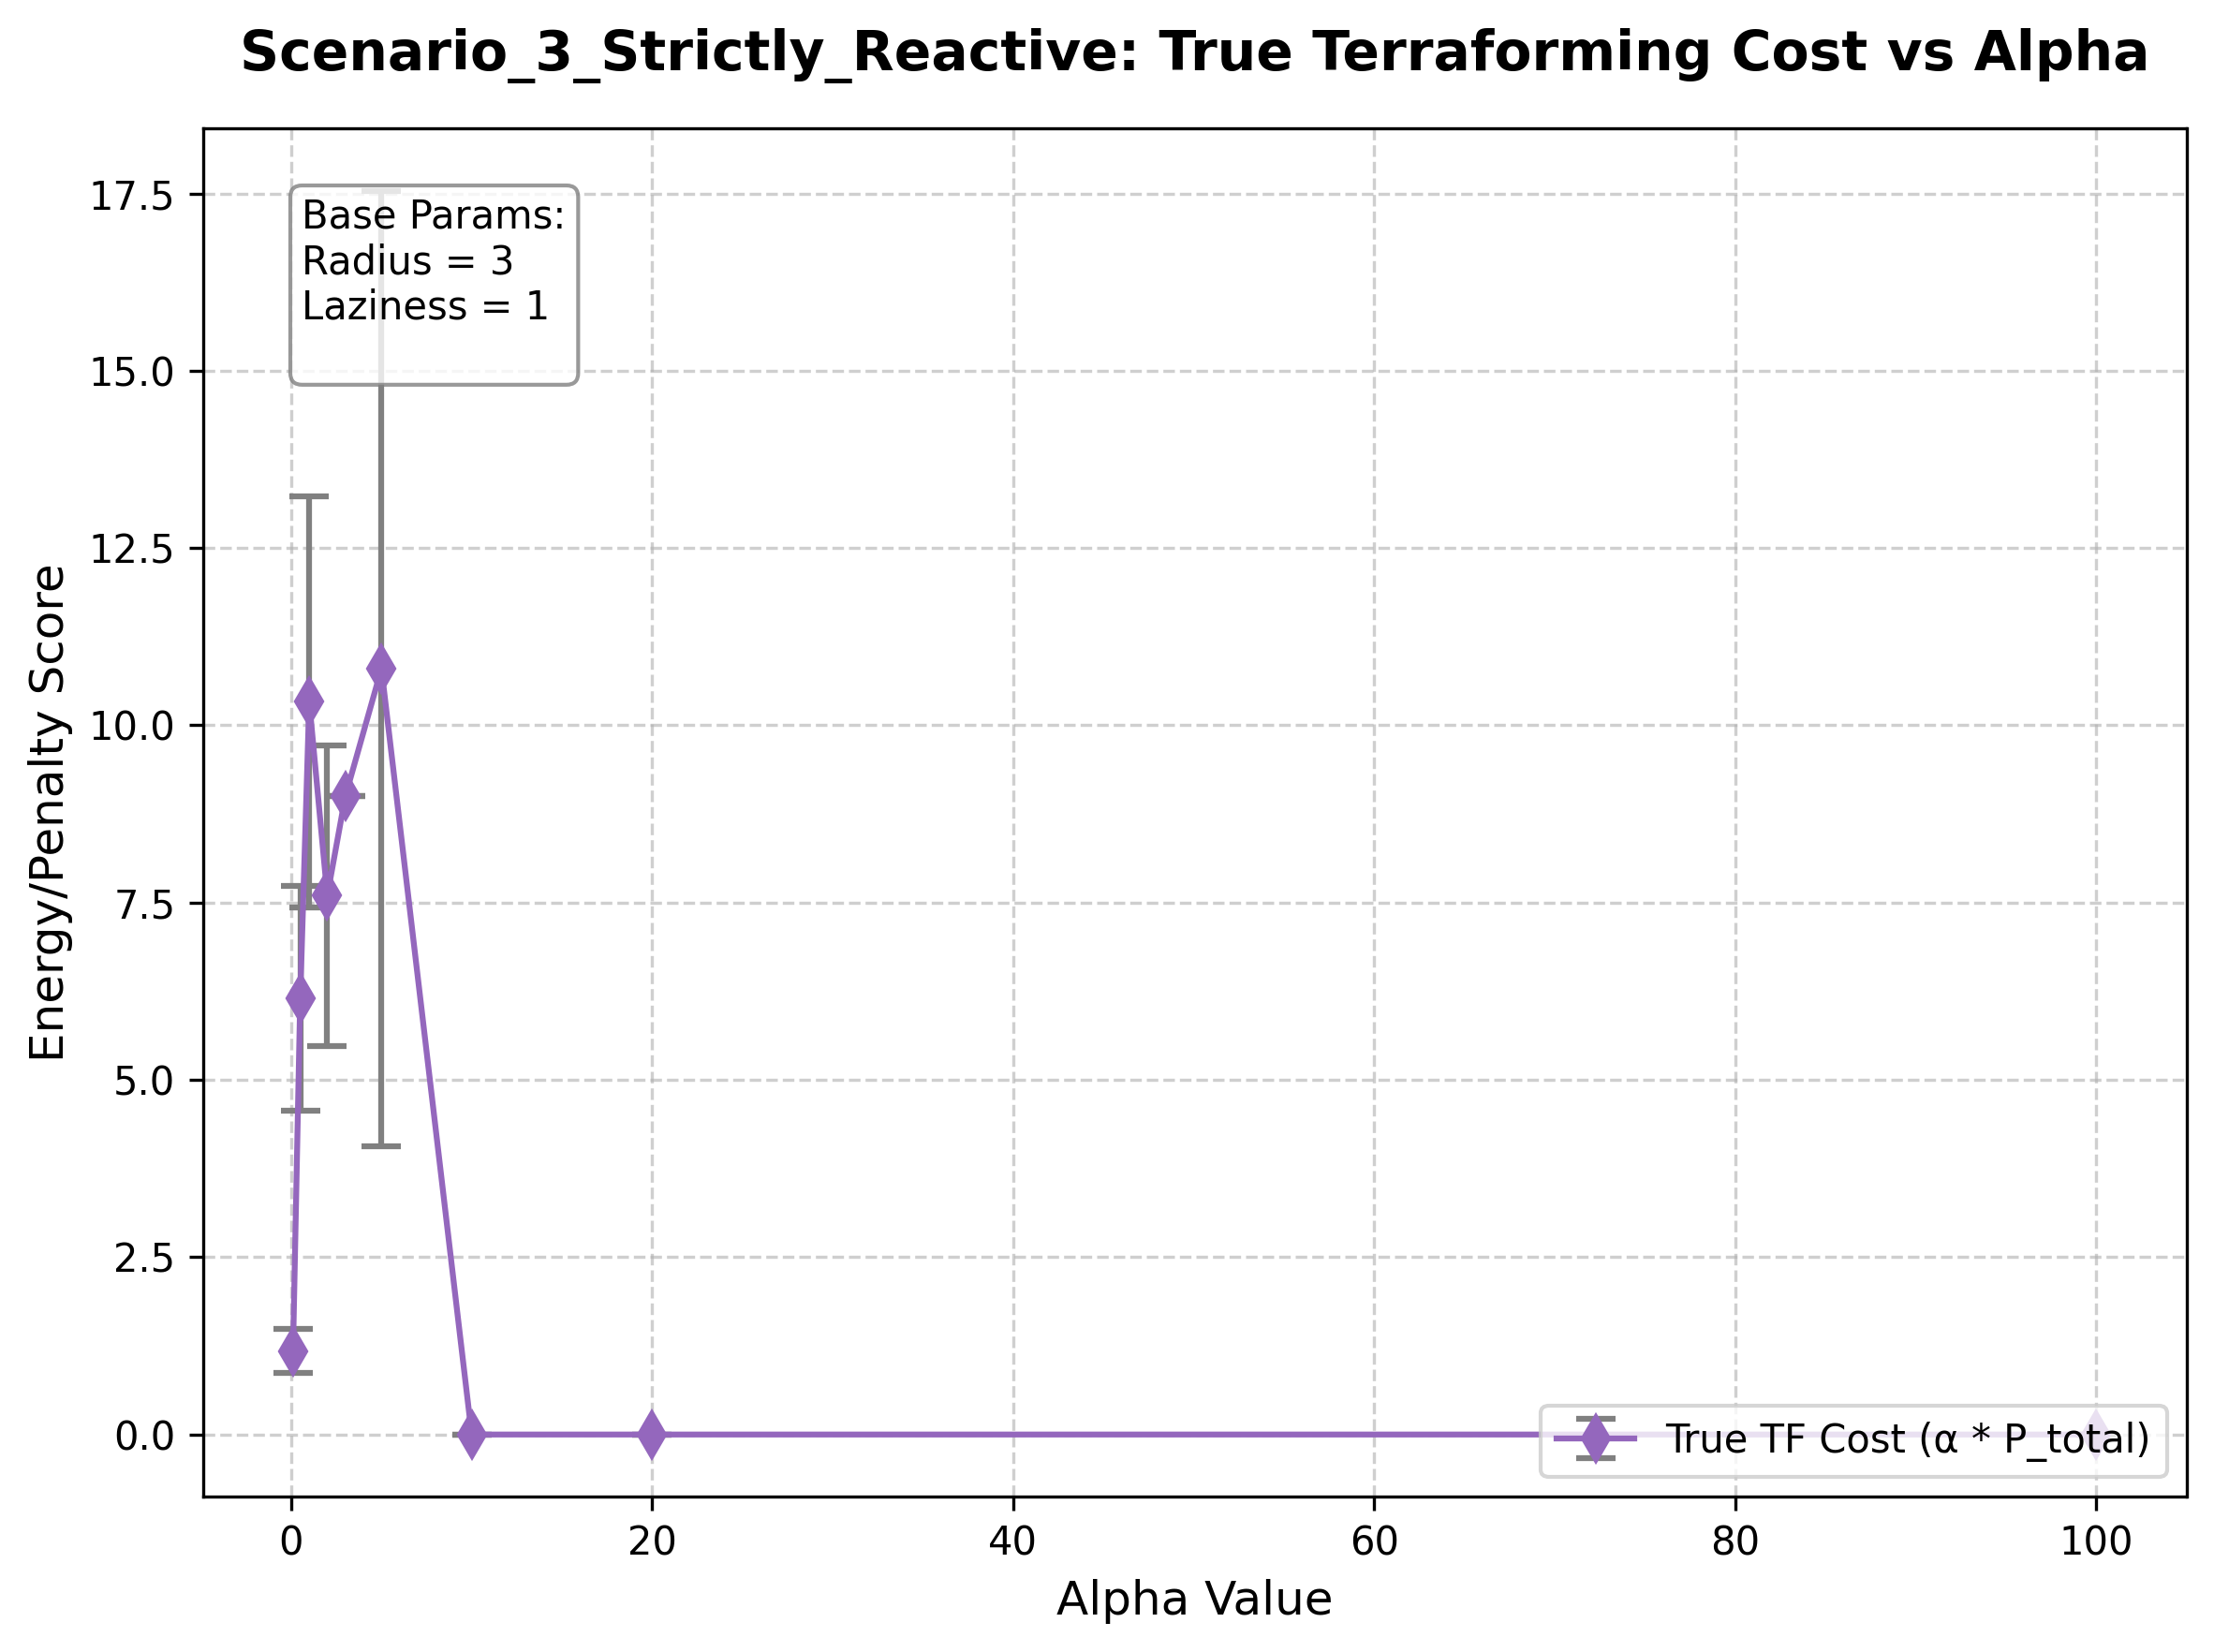 Scenario_3_Strictly_Reactive: True Terraforming Cost vs Alpha
Energy/Penalty Score
17.5
15.0
12.5
10.0
7.5
5.0
2.5
0.0
Base Params:
Radius = 3
Laziness = 1
True TF Cost (α * P_total)
0 20 40 60 80 100
Alpha Value